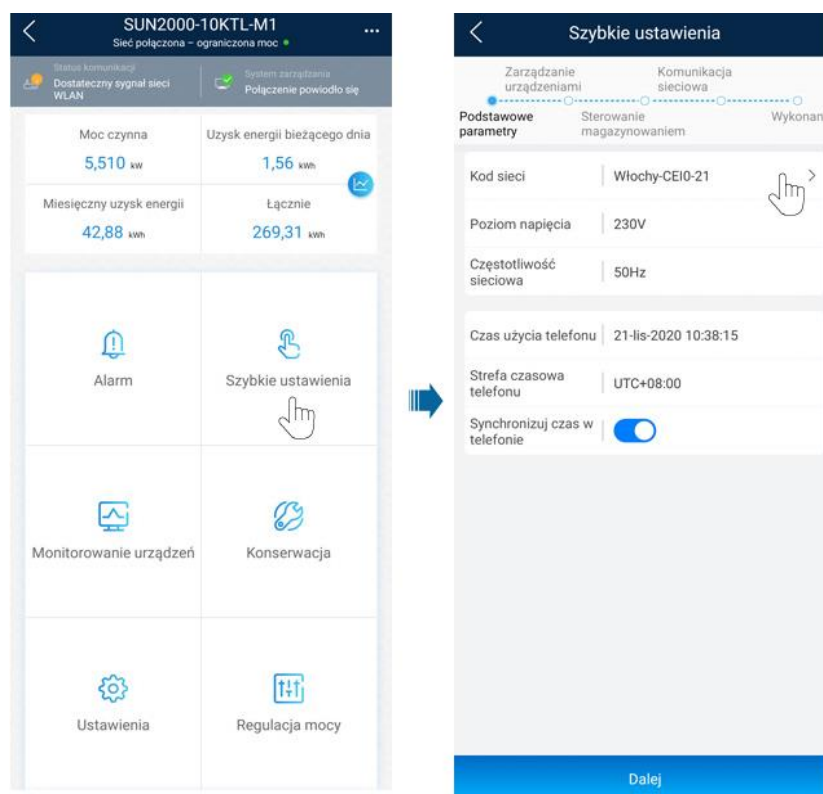 SUN2000-10KTL-M1
Sieć połączona – ograniczona moc
Status komunikacji
Dostateczny sygnał sieci
WLAN
System zarządzania
Połączenie powiodło się
Moc czynna
5,510 kW
Uzysk energii bieżącego dnia
1,56 kWh
Miesięczny uzysk energii
42,88 kWh
Łącznie
269,31 kWh
Alarm
Szybkie ustawienia
Monitorowanie urządzeń
Konserwacja
Ustawienia
Regulacja mocy
Szybkie ustawienia
Zarządzanie
urządzeniami
Komunikacja
sieciowa
Podstawowe
parametry
Sterowanie
magazynowaniem
Wykonan
Kod sieci
Włochy-CEI0-21
Poziom napięcia
230V
Częstotliwość
sieciowa
50Hz
Czas użycia telefonu
21-lis-2020 10:38:15
Strefa czasowa
telefonu
UTC+08:00
Synchronizuj czas w
telefonie
Dalej